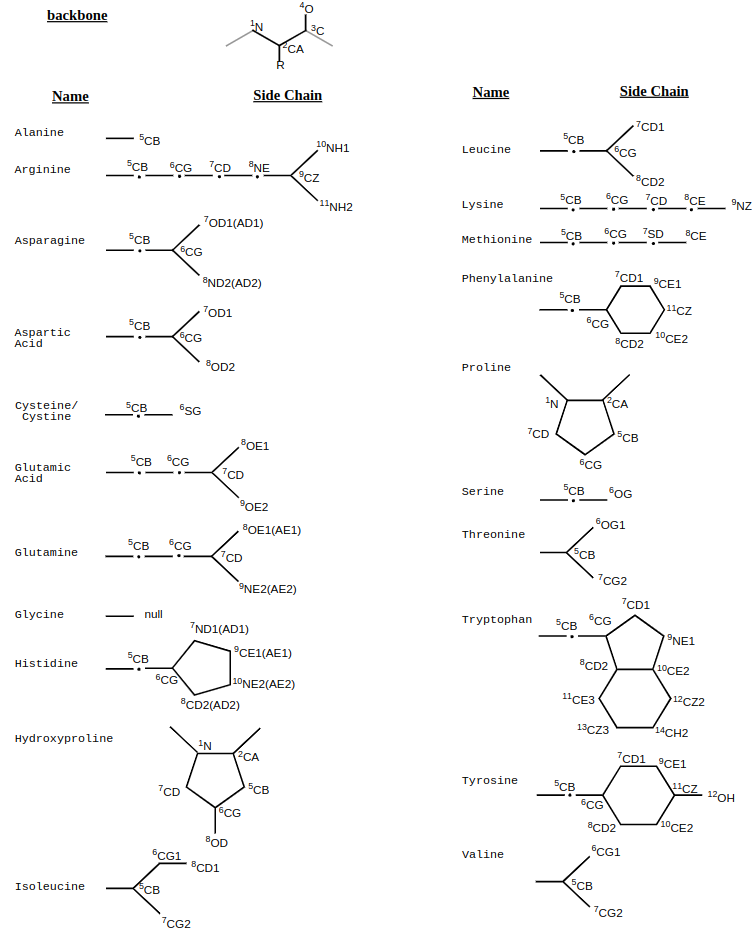 backbone
⁴O
¹N
³C
²CA
R
Name Side Chain
Alanine ⁵CB
Arginine ⁵CB ⁶CG ⁷CD ⁸NE ⁹CZ ¹⁰NH1 ¹¹NH2
Asparagine ⁵CB ⁶CG ⁷OD1(AD1) ⁸ND2(AD2)
Aspartic
Acid
⁵CB ⁶CG ⁷OD1 ⁸OD2
Cysteine/
Cystine
⁵CB ⁶SG
Glutamic
Acid
⁵CB ⁶CG ⁷CD ⁸OE1 ⁹OE2
Glutamine ⁵CB ⁶CG ⁷CD ⁸OE1(AE1) ⁹NE2(AE2)
Glycine null
Histidine ⁵CB ⁶CG ⁷ND1(AD1) ⁹CE1(AE1) ¹⁰NE2(AE2) ⁸CD2(AD2)
Hydroxyproline ¹N ²CA ⁷CD ⁵CB ⁶CG ⁸OD
Isoleucine ⁶CG1 ⁸CD1 ⁵CB ⁷CG2
Name Side Chain
Leucine ⁵CB ⁶CG ⁷CD1 ⁸CD2
Lysine ⁵CB ⁶CG ⁷CD ⁸CE ⁹NZ
Methionine ⁵CB ⁶CG ⁷SD ⁸CE
Phenylalanine ⁵CB ⁶CG ⁷CD1 ⁹CE1 ¹¹CZ ¹⁰CE2 ⁸CD2
Proline ¹N ²CA ⁷CD ⁵CB ⁶CG
Serine ⁵CB ⁶OG
Threonine ⁶OG1 ⁵CB ⁷CG2
Tryptophan ⁵CB ⁶CG ⁷CD1 ⁹NE1 ⁸CD2 ¹⁰CE2 ¹¹CE3 ¹²CZ2 ¹³CZ3 ¹⁴CH2
Tyrosine ⁵CB ⁶CG ⁷CD1 ⁹CE1 ¹¹CZ ¹²OH ⁸CD2 ¹⁰CE2
Valine ⁶CG1 ⁵CB ⁷CG2